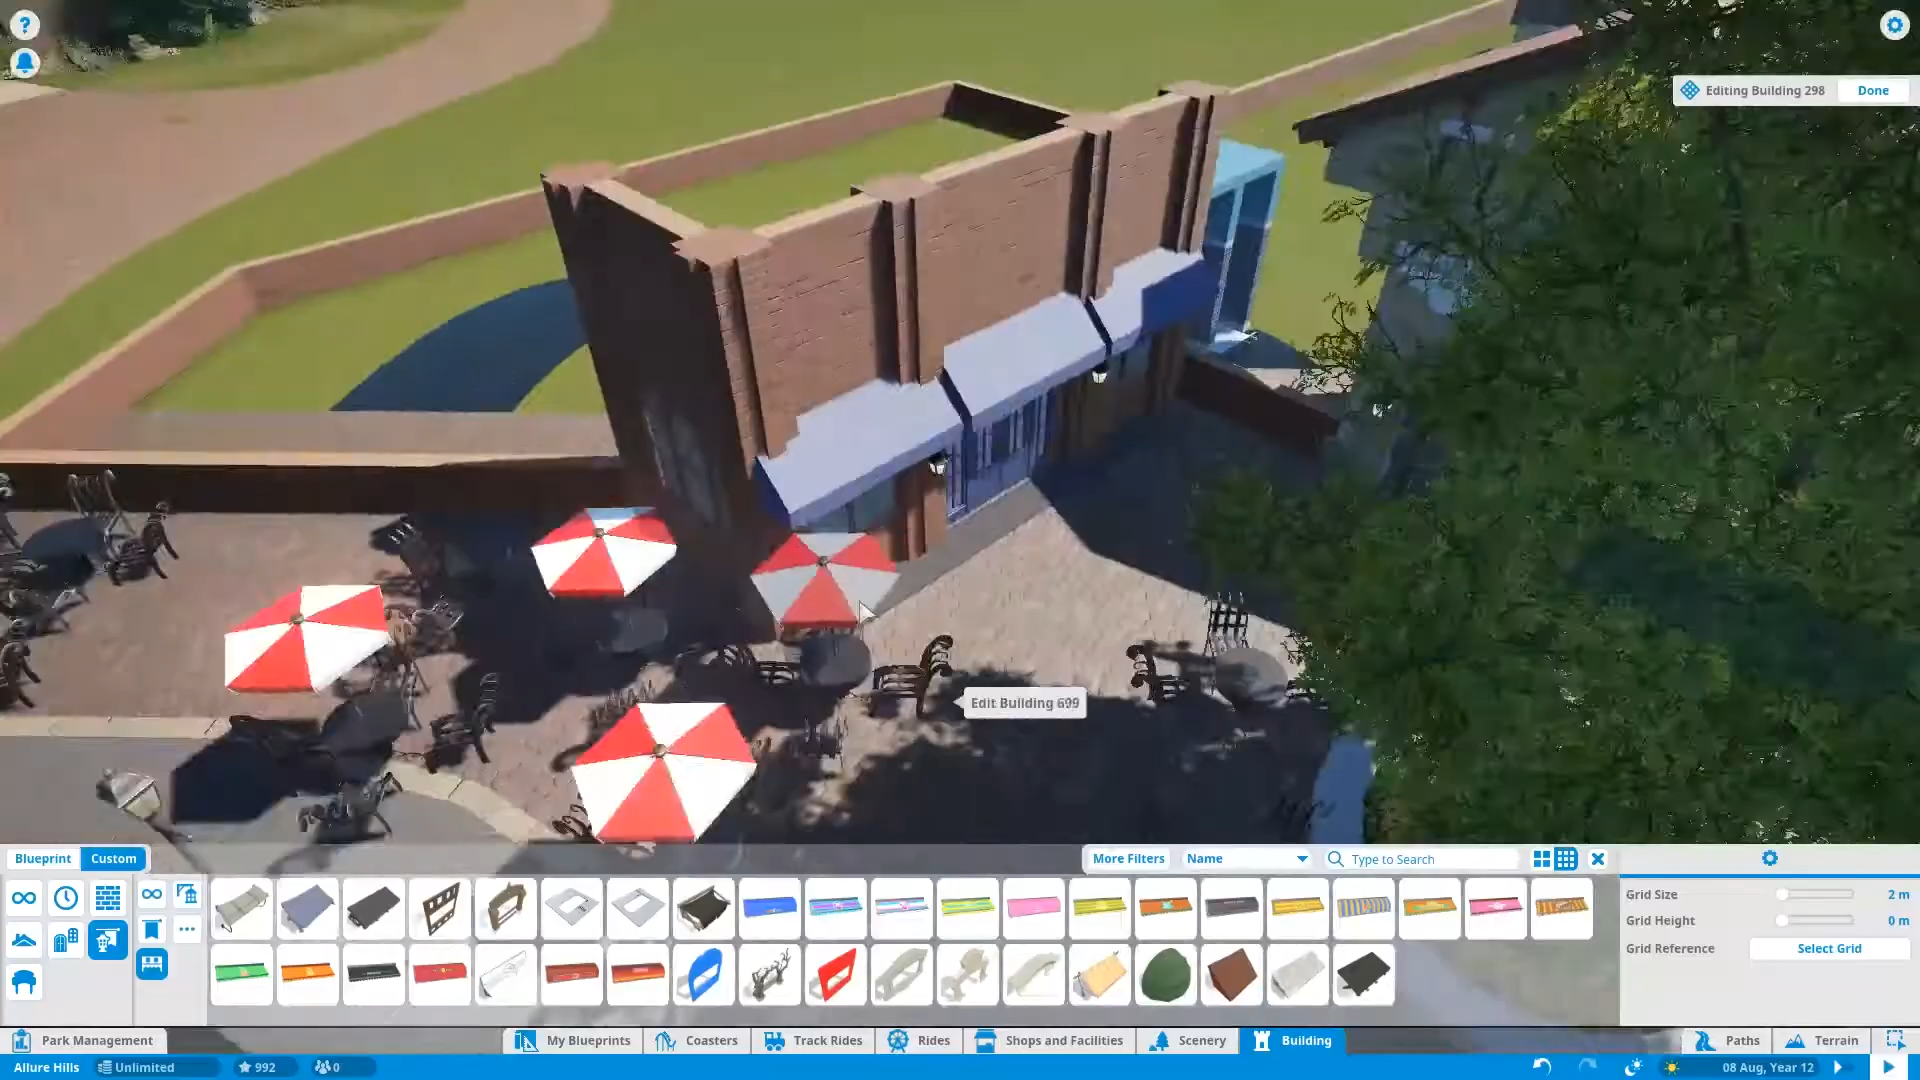 ?
Editing Building 298
Done
Edit Building 699
Blueprint
Custom
More Filters
Name
Type to Search
Grid Size
2 m
Grid Height
0 m
Grid Reference
Select Grid
Park Management
My Blueprints
Coasters
Track Rides
Rides
Shops and Facilities
Scenery
Building
Paths
Terrain
Allure Hills
Unlimited
992
0
08 Aug, Year 12